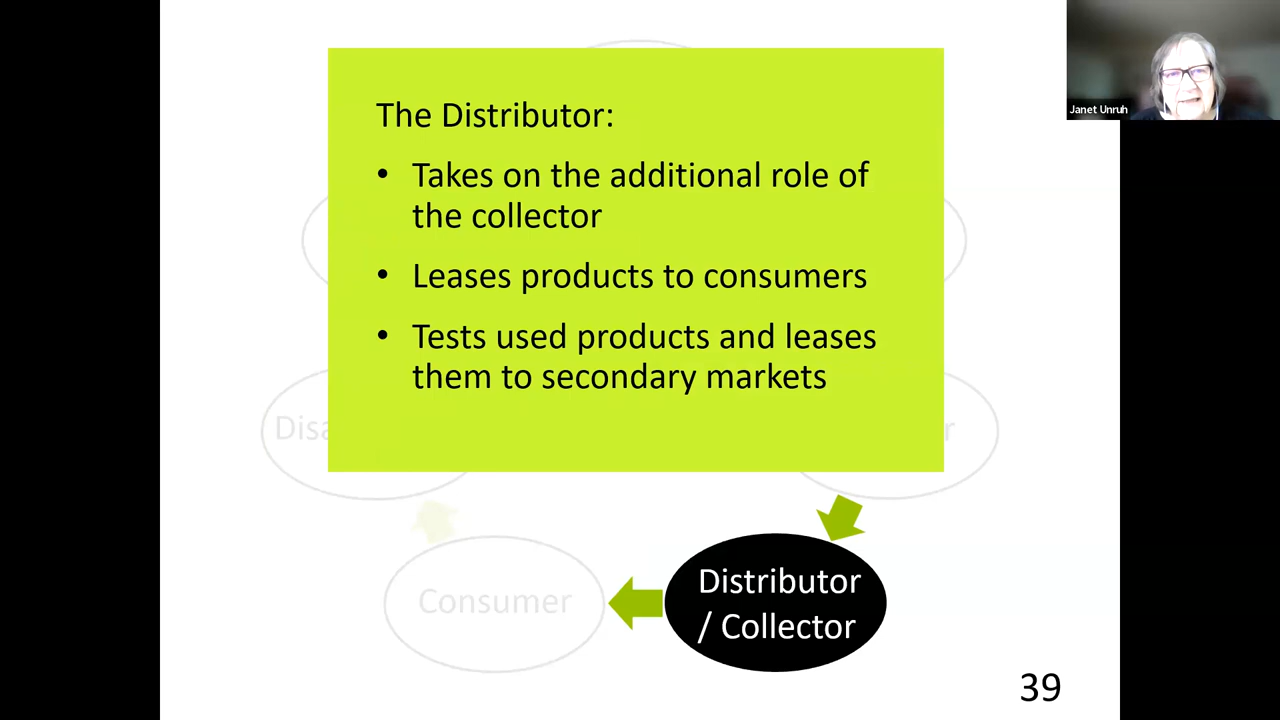 Janet Unruh
The Distributor:
• Takes on the additional role of
the collector
• Leases products to consumers
• Tests used products and leases
them to secondary markets
Consumer
Distributor
/ Collector
39